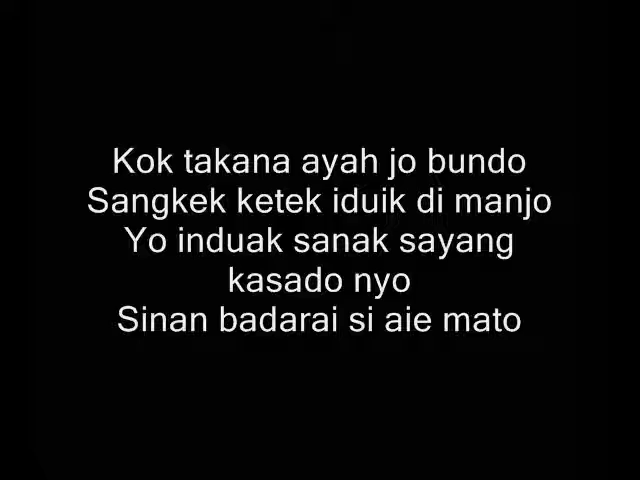 Kok takana ayah jo bundo
Sangkek ketek iduik di manjo
Yo induak sanak sayang
kasado nyo
Sinan badarai si aie mato